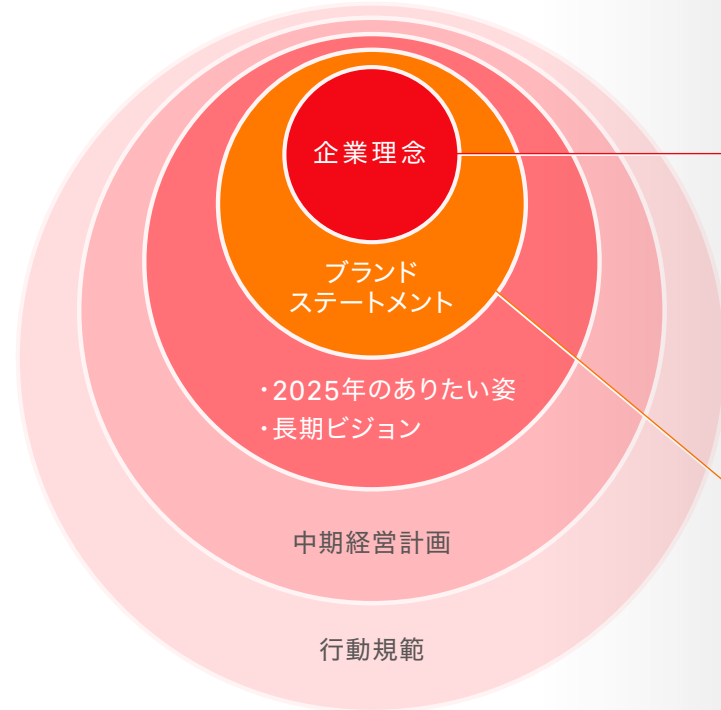 企業理念
ブランド
ステートメント
・2025年のありたい姿
・長期ビジョン
中期経営計画
行動規範